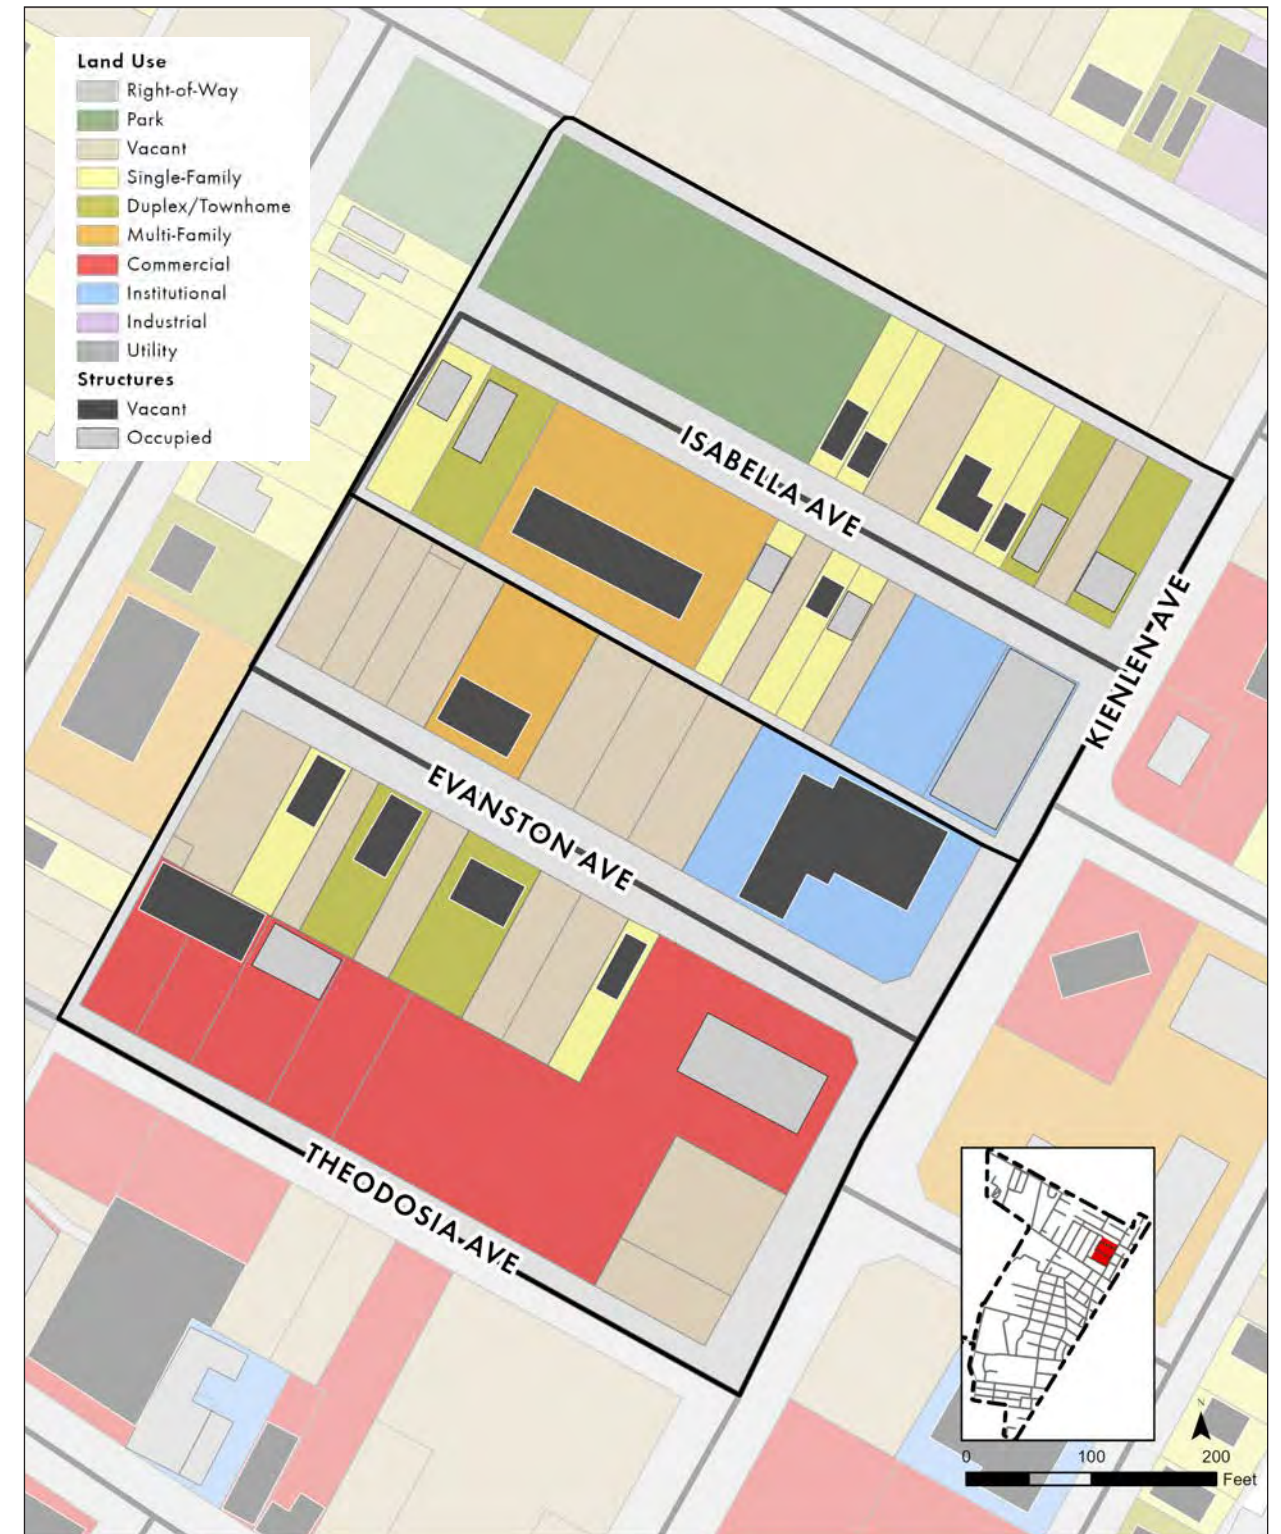 Land Use
Right-of-Way
Park
Vacant
Single-Family
Duplex/Townhome
Multi-Family
Commercial
Institutional
Industrial
Utility
Structures
Vacant
Occupied
ISABELLA AVE
KIENLEN AVE
EVANSTON AVE
THEODOSIA AVE
N
0 100 200
Feet